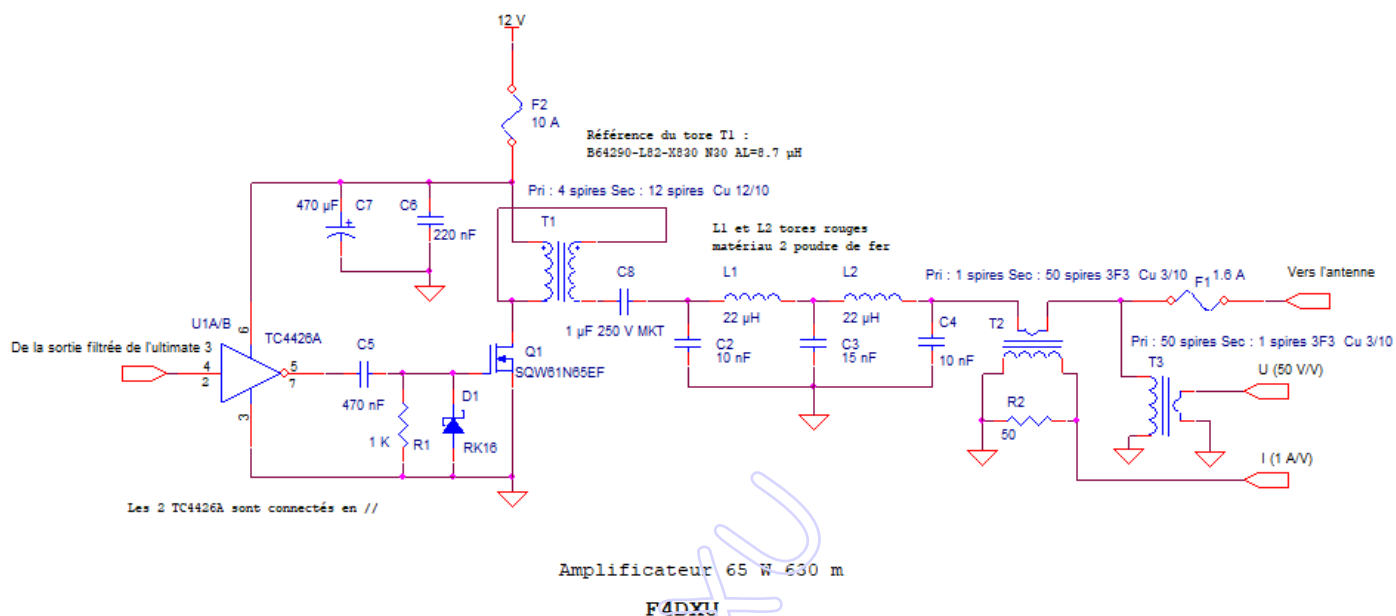 12 V
F2
10 A
Référence du tore T1 :
B64290-L82-X830 N30 AL=8.7 µH
Pri : 4 spires Sec : 12 spires Cu 12/10
470 µF
C7
C6
220 nF
T1
L1 et L2 tores rouges
matériau 2 poudre de fer
C8
1 µF 250 V MKT
L1
22 µH
L2
22 µH
Pri : 1 spires Sec : 50 spires 3F3 Cu 3/10
F1
1.6 A
Vers l'antenne
U1A/B
TC4426A
6
De la sortie filtrée de l'ultimate 3
4
2
5
7
3
C5
470 nF
Q1
SQW61N65EF
D1
RK16
1 K
R1
C2
10 nF
C3
15 nF
C4
10 nF
T2
R2
50
Pri : 50 spires Sec : 1 spires 3F3 Cu 3/10
T3
U (50 V/V)
I (1 A/V)
Les 2 TC4426A sont connectés en //
Amplificateur 65 W 630 m
F4DXU